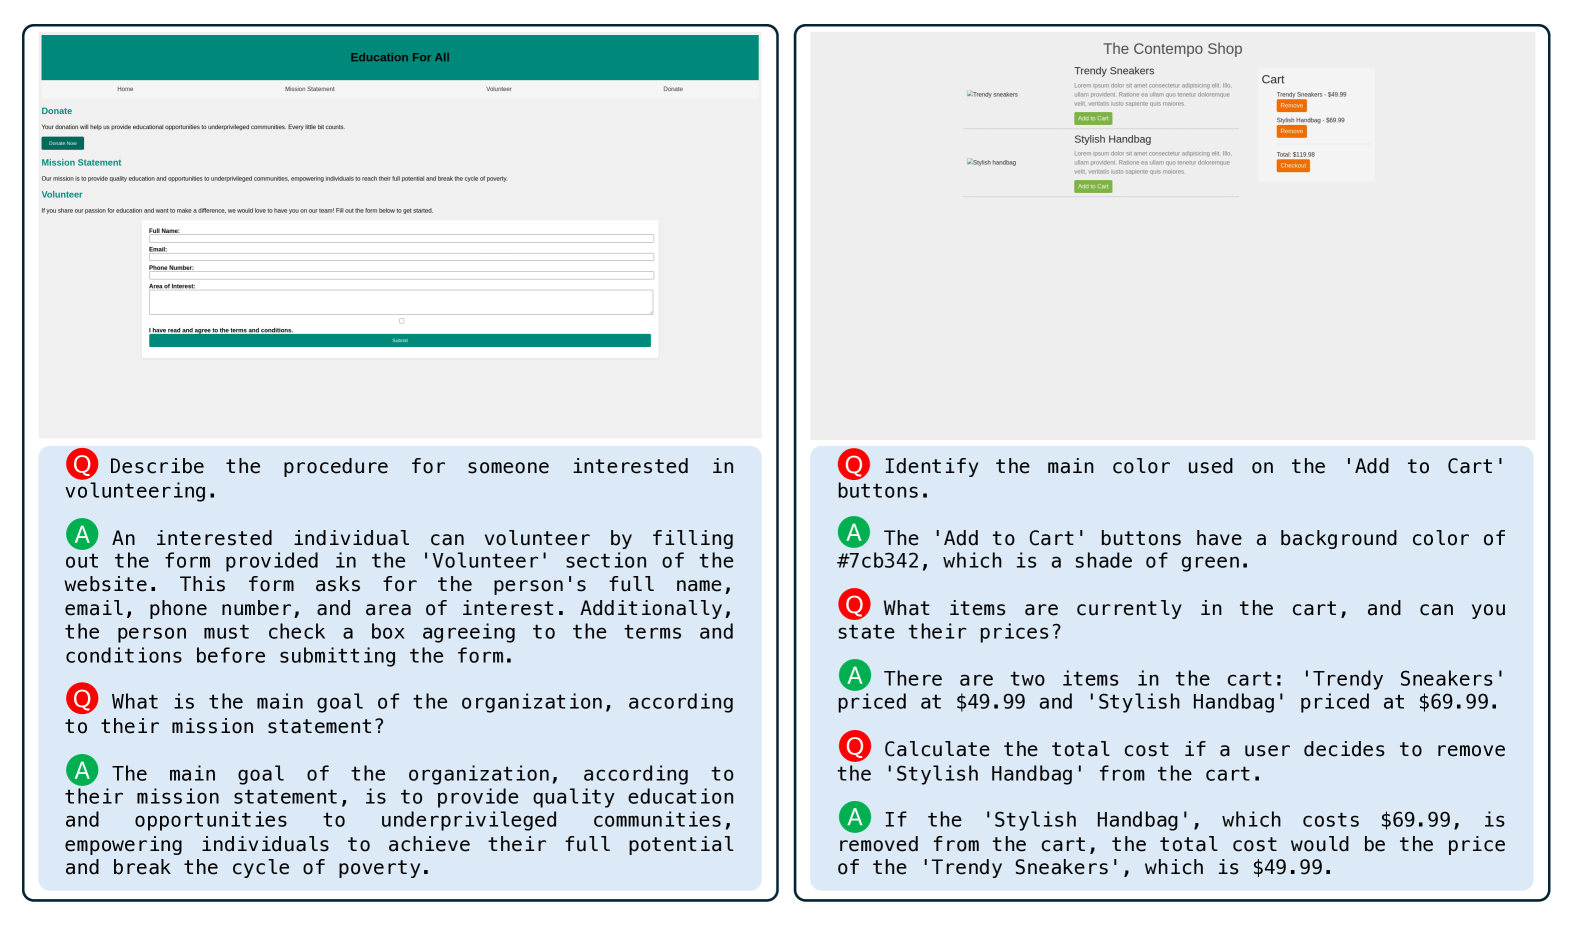 Education For All
Home
Mission Statement
Volunteer
Donate
Donate
Your donation will help us provide educational opportunities to underprivileged communities. Every little bit counts.
Donate Now
Mission Statement
Our mission is to provide quality education and opportunities to underprivileged communities, empowering individuals to reach their full potential and break the cycle of poverty.
Volunteer
If you share our passion for education and want to make a difference, we would love to have you on our team! Fill out the form below to get started.
Full Name:
Email:
Phone Number:
Area of Interest:
I have read and agree to the terms and conditions.
Submit
Q Describe the procedure for someone interested in
volunteering.
A An interested individual can volunteer by filling
out the form provided in the 'Volunteer' section of the
website. This form asks for the person's full name,
email, phone number, and area of interest. Additionally,
the person must check a box agreeing to the terms and
conditions before submitting the form.
Q What is the main goal of the organization, according
to their mission statement?
A The main goal of the organization, according to
their mission statement, is to provide quality education
and opportunities to underprivileged communities,
empowering individuals to achieve their full potential
and break the cycle of poverty.
The Contempo Shop
Trendy sneakers
Trendy Sneakers
Lorem ipsum dolor sit amet consectetur adipisicing elit. Illo,
ullam provident. Ratione ea ullam quo tenetur doloremque
velit, veritatis iusto sapiente quis maiores.
Add to Cart
Stylish handbag
Stylish Handbag
Lorem ipsum dolor sit amet consectetur adipisicing elit. Illo,
ullam provident. Ratione ea ullam quo tenetur doloremque
velit, veritatis iusto sapiente quis maiores.
Add to Cart
Cart
Trendy Sneakers - $49.99
Remove
Stylish Handbag - $69.99
Remove
Total: $119.98
Checkout
Q Identify the main color used on the 'Add to Cart'
buttons.
A The 'Add to Cart' buttons have a background color of
#7cb342, which is a shade of green.
Q What items are currently in the cart, and can you
state their prices?
A There are two items in the cart: 'Trendy Sneakers'
priced at $49.99 and 'Stylish Handbag' priced at $69.99.
Q Calculate the total cost if a user decides to remove
the 'Stylish Handbag' from the cart.
A If the 'Stylish Handbag', which costs $69.99, is
removed from the cart, the total cost would be the price
of the 'Trendy Sneakers', which is $49.99.